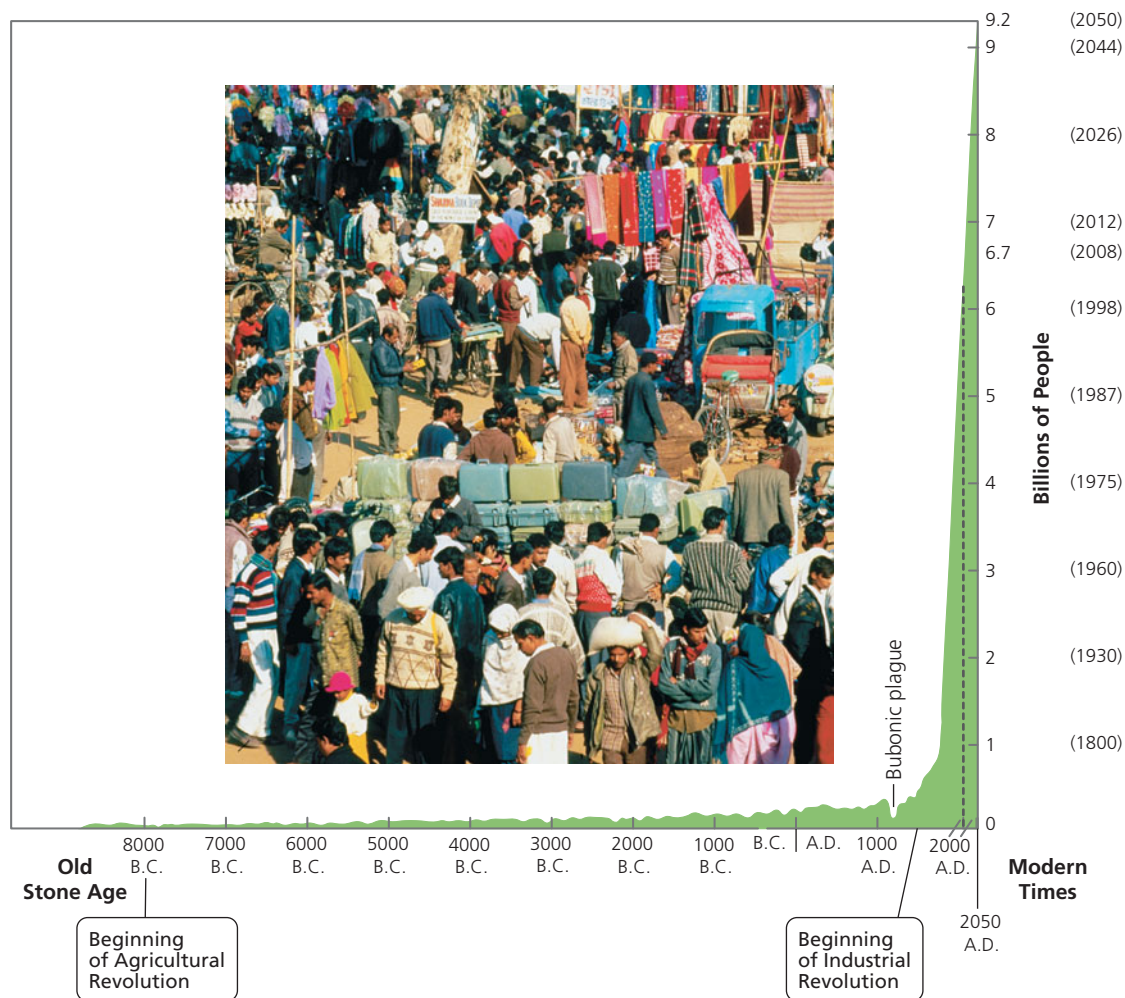 9.2 (2050)
9 (2044)
8 (2026)
7 (2012)
6.7 (2008)
6 (1998)
5 (1987)
4 (1975)
3 (1960)
2 (1930)
1 (1800)
0
Billions of People
Bubonic plague
8000 B.C.
7000 B.C.
6000 B.C.
5000 B.C.
4000 B.C.
3000 B.C.
2000 B.C.
1000 B.C.
B.C.
A.D.
1000 A.D.
2000 A.D.
2050 A.D.
Old
Stone Age
Modern
Times
Beginning
of Agricultural
Revolution
Beginning
of Industrial
Revolution